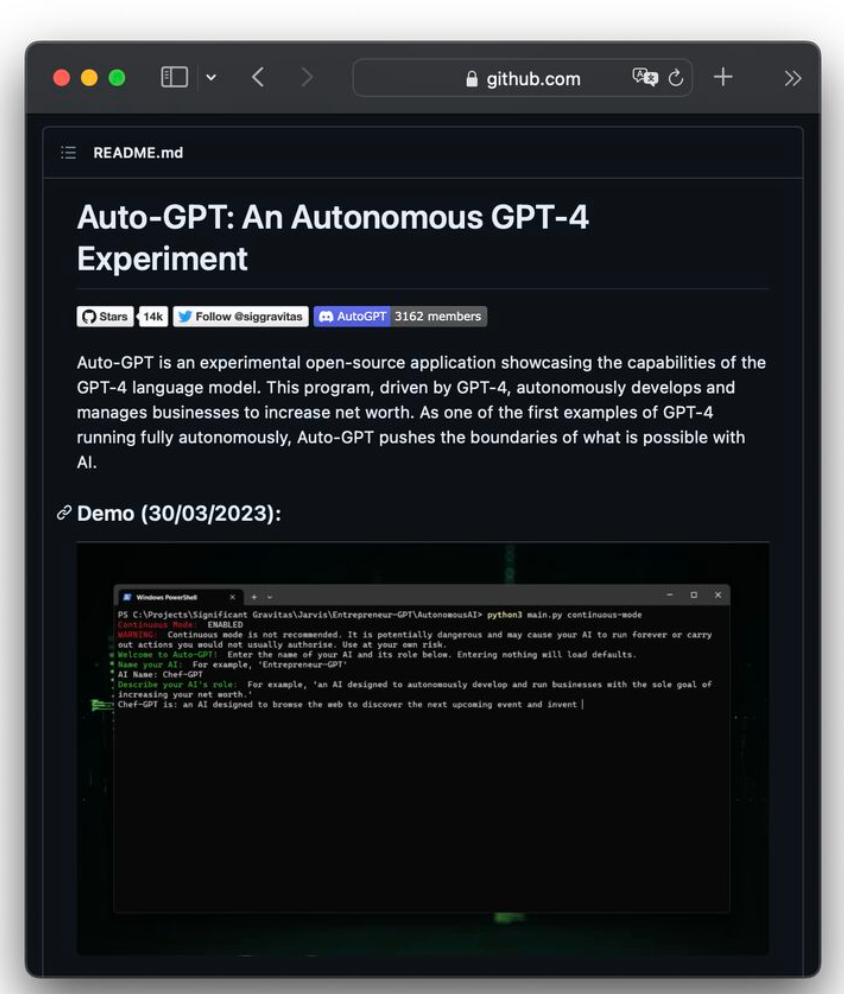 github.com
README.md
Auto-GPT: An Autonomous GPT-4
Experiment
Stars 14k Follow @siggravitas AutoGPT 3162 members
Auto-GPT is an experimental open-source application showcasing the capabilities of the
GPT-4 language model. This program, driven by GPT-4, autonomously develops and
manages businesses to increase net worth. As one of the first examples of GPT-4
running fully autonomously, Auto-GPT pushes the boundaries of what is possible with
AI.
Demo (30/03/2023):
Windows PowerShell
PS C:\Projects\Significant Gravitas\Jarvis\Entrepreneur-GPT\AutonomousAI> python3 main.py continuous-mode
Continuous Mode: ENABLED
WARNING: Continuous mode is not recommended. It is potentially dangerous and may cause your AI to run forever or carry
out actions you would not usually authorise. Use at your own risk.
Welcome to Auto-GPT! Enter the name of your AI and its role below. Entering nothing will load defaults.
Name your AI: For example, 'Entrepreneur-GPT'
AI Name: Chef-GPT
Describe your AI's role: For example, 'an AI designed to autonomously develop and run businesses with the sole goal of
increasing your net worth.'
Chef-GPT is: an AI designed to browse the web to discover the next upcoming event and invent